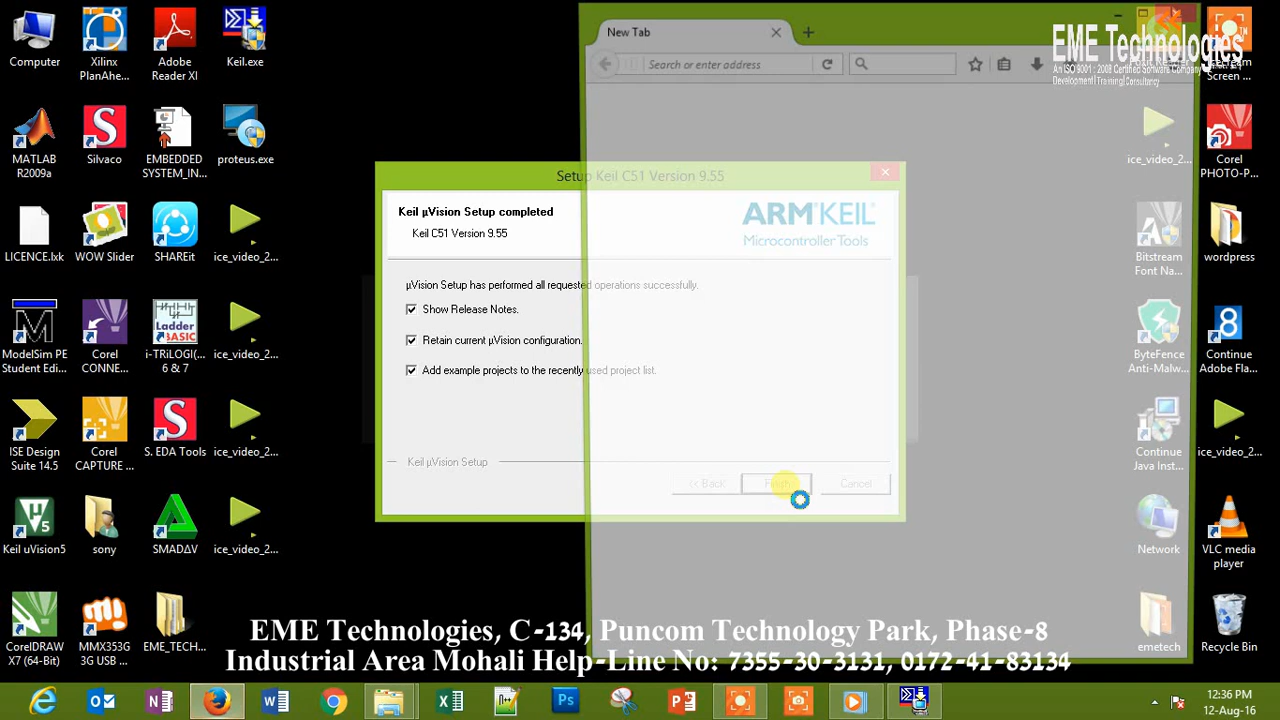 New Tab
Search or enter address
EME Technologies
An ISO 9001 : 2008 Certified Software Company
Development | Training | Consultancy
Computer
Xilinx
PlanAhe...
Adobe
Reader XI
Keil.exe
Screen ...
MATLAB
R2009a
Silvaco
EMBEDDED
SYSTEM_IN...
proteus.exe
ice_video_2...
Corel
PHOTO-P...
Setup Keil C51 Version 9.55
Keil µVision Setup completed
Keil C51 Version 9.55
ARM KEIL
Microcontroller Tools
µVision Setup has performed all requested operations successfully.
Show Release Notes.
Retain current µVision configuration.
Add example projects to the recently used project list.
Keil µVision Setup
<< Back
Finish
Cancel
LICENCE.lxk
WOW Slider
SHAREit
ice_video_2...
Bitstream
Font Na...
wordpress
ModelSim PE
Student Edi...
Corel
CONNE...
Ladder
BASIC
i-TRiLOGI(...
6 & 7
ice_video_2...
ByteFence
Anti-Malw...
8
Continue
Adobe Fla...
ISE Design
Suite 14.5
Corel
CAPTURE ...
S. EDA Tools
ice_video_2...
Continue
Java Inst...
ice_video_2...
Keil uVision5
sony
SMADΔV
ice_video_2...
Network
VLC media
player
CorelDRAW
X7 (64-Bit)
MMX353G
3G USB ...
EME_TECH...
emetech
Recycle Bin
EME Technologies, C-134, Puncom Technology Park, Phase-8
Industrial Area Mohali Help-Line No: 7355-30-3131, 0172-41-83134
12:36 PM
12-Aug-16